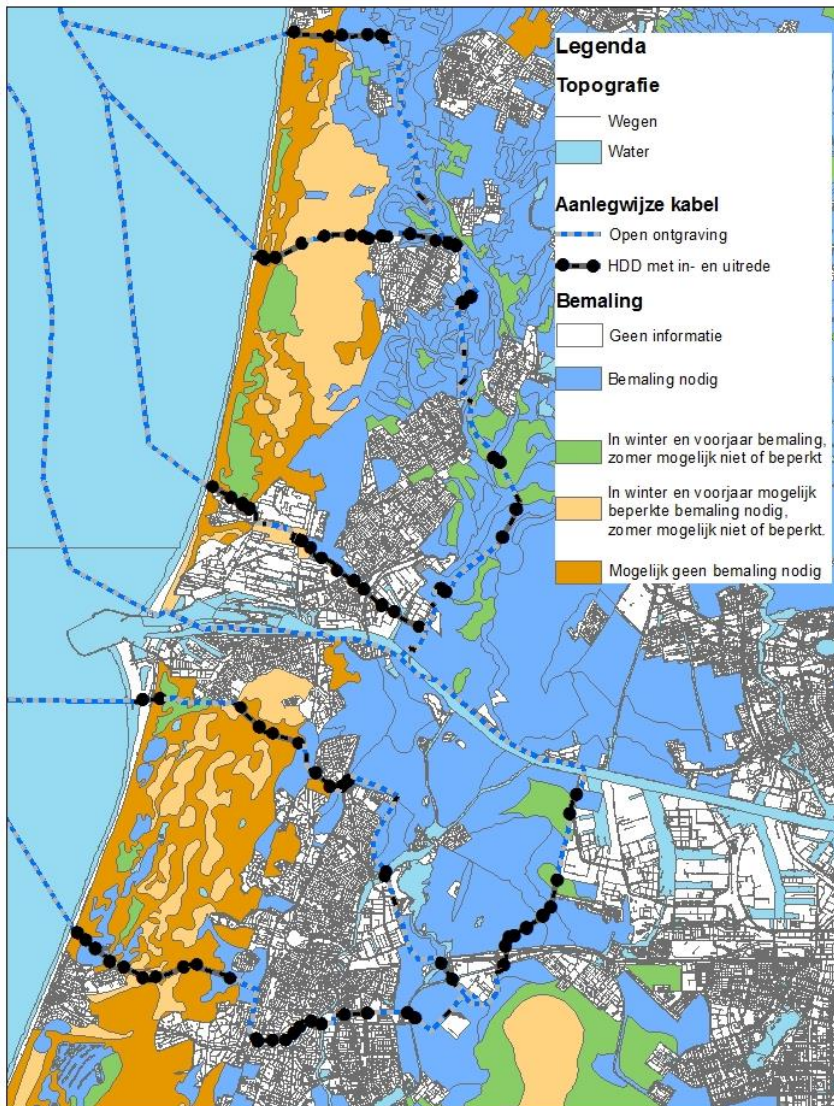 Legenda
Topografie
Wegen
Water
Aanlegwijze kabel
Open ontgraving
HDD met in- en uitrede
Bemaling
Geen informatie
Bemaling nodig
In winter en voorjaar bemaling,
zomer mogelijk niet of beperkt
In winter en voorjaar mogelijk
beperkte bemaling nodig,
zomer mogelijk niet of beperkt.
Mogelijk geen bemaling nodig